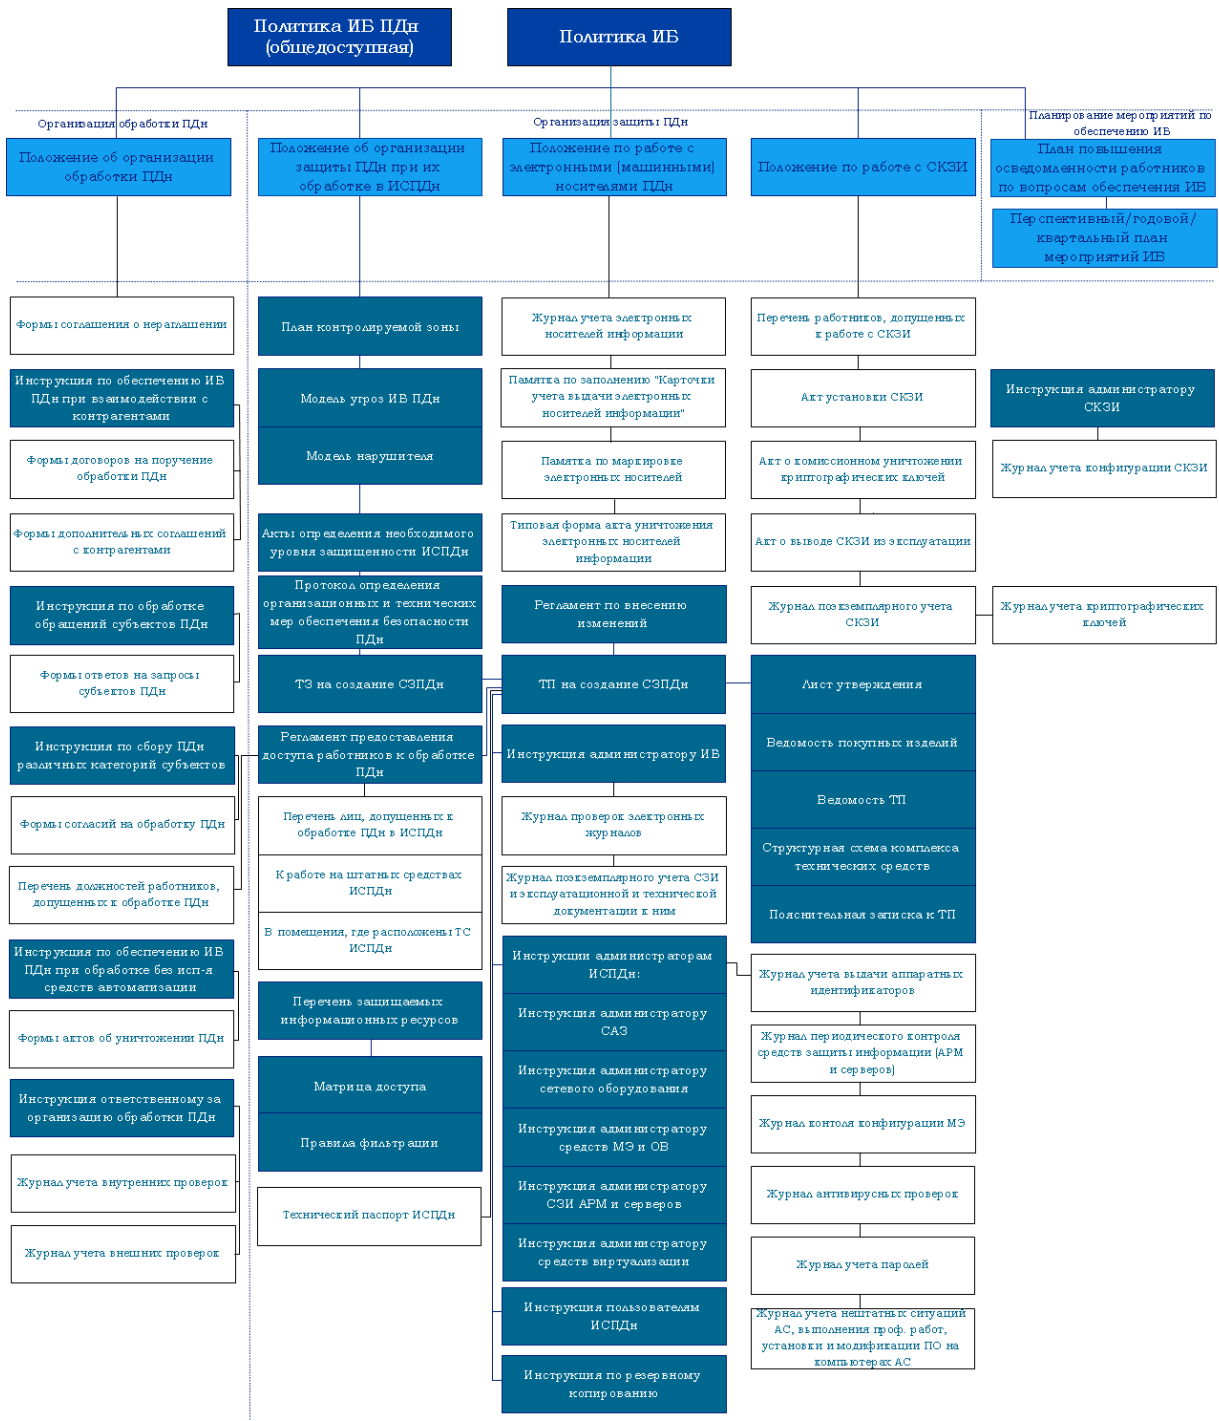 Политика ИБ ПДн
(общедоступная)
Политика ИБ
Организация обработки ПДн
Организация защиты ПДн
Планирование мероприятий по
обеспечению ИБ
Положение об организации
обработки ПДн
Положение об организации
защиты ПДн при их
обработке в ИСПДн
Положение по работе с
электронными (машинными)
носителями ПДн
Положение по работе с СКЗИ
План повышения
осведомленности работников
по вопросам обеспечения ИБ
Перспективный/годовой/
квартальный план
мероприятий ИБ
Формы соглашения о неразглашении
Инструкция по обеспечению ИБ
ПДн при взаимодействии с
контрагентами
Формы договоров на поручение
обработки ПДн
Формы дополнительных соглашений
с контрагентами
Инструкция по обработке
обращений субъектов ПДн
Формы ответов на запросы
субъектов ПДн
Инструкция по сбору ПДн
различных категорий субъектов
Формы согласий на обработку ПДн
Перечень должностей работников,
допущенных к обработке ПДн
Инструкция по обеспечению ИБ
ПДн при обработке без исп-я
средств автоматизации
Формы актов об уничтожении ПДн
Инструкция ответственному за
организацию обработки ПДн
Журнал учета внутренних проверок
Журнал учета внешних проверок
План контролируемой зоны
Модель угроз ИБ ПДн
Модель нарушителя
Акты определения необходимого
уровня защищенности ИСПДн
Протокол определения
организационных и технических
мер обеспечения безопасности
ПДн
ТЗ на создание СЗПДн
Регламент предоставления
доступа работников к обработке
ПДн
Перечень лиц, допущенных к
обработке ПДн в ИСПДн
К работе на штатных средствах
ИСПДн
В помещения, где расположены ТС
ИСПДн
Перечень защищаемых
информационных ресурсов
Матрица доступа
Правила фильтрации
Технический паспорт ИСПДн
Журнал учета электронных
носителей информации
Памятка по заполнению "Карточки
учета выдачи электронных
носителей информации"
Памятка по маркировке
электронных носителей
Типовая форма акта уничтожения
электронных носителей
информации
Регламент по внесению
изменений
ТП на создание СЗПДн
Инструкция администратору ИБ
Журнал проверок электронных
журналов
Журнал поэкземплярного учета СЗИ
и эксплуатационной и технической
документации к ним
Инструкции администраторам
ИСПДн:
Инструкция администратору
САЗ
Инструкция администратору
сетевого оборудования
Инструкция администратору
средств МЭ и ОВ
Инструкция администратору
СЗИ АРМ и серверов
Инструкция администратору
средств виртуализации
Инструкция пользователям
ИСПДн
Инструкция по резервному
копированию
Перечень работников, допущенных
к работе с СКЗИ
Акт установки СКЗИ
Акт о комиссионном уничтожении
криптографических ключей
Акт о выводе СКЗИ из эксплуатации
Журнал поэкземплярного учета
СКЗИ
Лист утверждения
Ведомость покупных изделий
Ведомость ТП
Структурная схема комплекса
технических средств
Пояснительная записка к ТП
Журнал учета выдачи аппаратных
идентификаторов
Журнал периодического контроля
средств защиты информации (АРМ
и серверов)
Журнал контоля конфигурации МЭ
Журнал антивирусных проверок
Журнал учета паролей
Журнал учета нештатных ситуаций
АС, выполнения проф. работ,
установки и модификации ПО на
компьютерах АС
Инструкция администратору
СКЗИ
Журнал учета конфигурации СКЗИ
Журнал учета криптографических
ключей